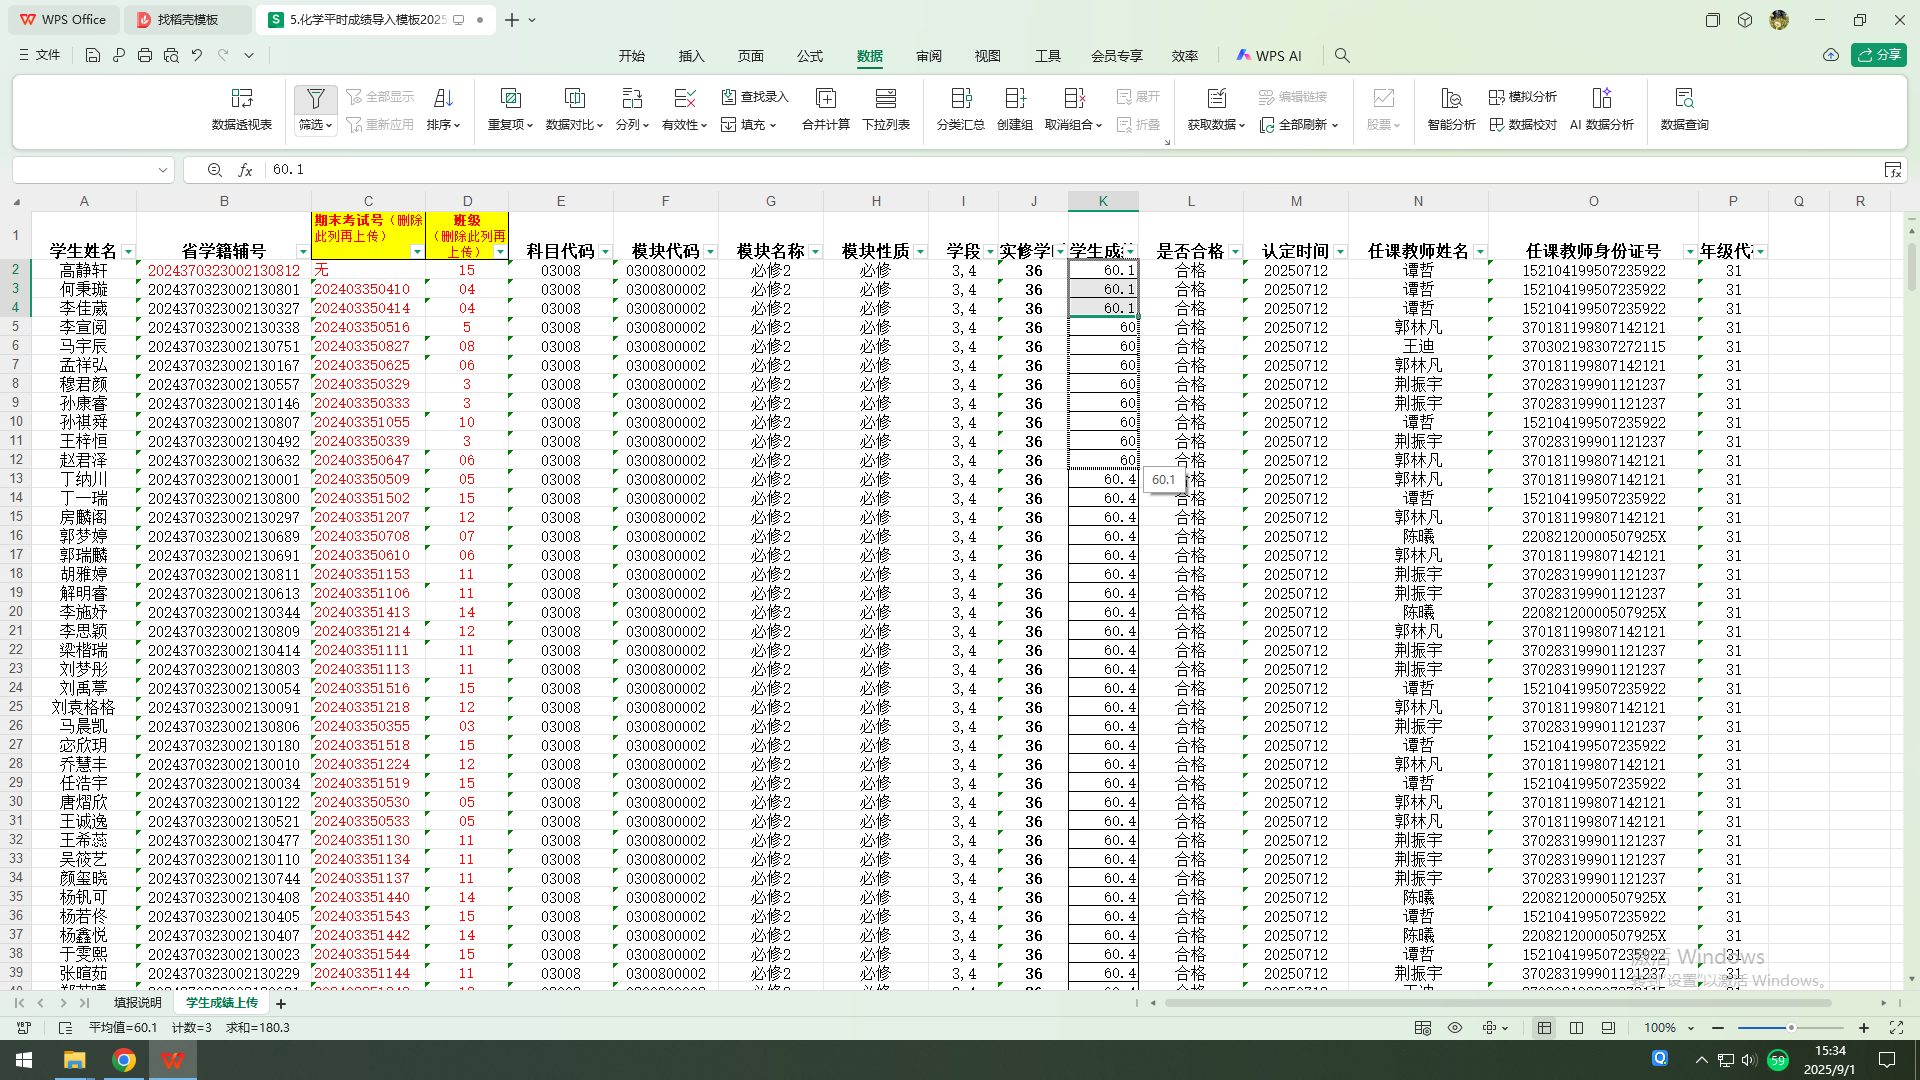 WPS Office
找稻壳模板
5.化学平时成绩导入模板2025
文件
开始 插入 页面 公式 数据 审阅 视图 工具 会员专享 效率 WPS AI
分享
数据透视表 筛选 全部显示 重新应用 排序 重复项 数据对比 分列 有效性 查找录入 填充 合并计算 下拉列表 分类汇总 创建组 取消组合 展开 折叠 获取数据 编辑链接 全部刷新 股票 智能分析 模拟分析 数据校对 AI 数据分析 数据查询
fx 60.1
A B C D E F G H I J K L M N O P Q R
1 学生姓名 省学籍辅号 期末考试号（删除此列再上传） 班级（删除此列再上传） 科目代码 模块代码 模块名称 模块性质 学段 实修学 学生成 是否合格 认定时间 任课教师姓名 任课教师身份证号 年级代
2 高静轩 2024370323002130812 无 15 03008 0300800002 必修2 必修 3,4 36 60.1 合格 20250712 谭哲 152104199507235922 31
3 何秉璇 2024370323002130801 202403350410 04 03008 0300800002 必修2 必修 3,4 36 60.1 合格 20250712 谭哲 152104199507235922 31
4 李佳葳 2024370323002130327 202403350414 04 03008 0300800002 必修2 必修 3,4 36 60.1 合格 20250712 谭哲 152104199507235922 31
5 李宣阅 2024370323002130338 202403350516 5 03008 0300800002 必修2 必修 3,4 36 60 合格 20250712 郭林凡 370181199807142121 31
6 马宇辰 2024370323002130751 202403350827 08 03008 0300800002 必修2 必修 3,4 36 60 合格 20250712 王迪 370302198307272115 31
7 孟祥弘 2024370323002130167 202403350625 06 03008 0300800002 必修2 必修 3,4 36 60 合格 20250712 郭林凡 370181199807142121 31
8 穆君颜 2024370323002130557 202403350329 3 03008 0300800002 必修2 必修 3,4 36 60 合格 20250712 荆振宇 370283199901121237 31
9 孙康睿 2024370323002130146 202403350333 3 03008 0300800002 必修2 必修 3,4 36 60 合格 20250712 荆振宇 370283199901121237 31
10 孙祺舜 2024370323002130807 202403351055 10 03008 0300800002 必修2 必修 3,4 36 60 合格 20250712 谭哲 152104199507235922 31
11 王梓恒 2024370323002130492 202403350339 3 03008 0300800002 必修2 必修 3,4 36 60 合格 20250712 荆振宇 370283199901121237 31
12 赵君泽 2024370323002130632 202403350647 06 03008 0300800002 必修2 必修 3,4 36 60 合格 20250712 郭林凡 370181199807142121 31
13 丁纳川 2024370323002130001 202403350509 05 03008 0300800002 必修2 必修 3,4 36 60.4 60.1 格 20250712 郭林凡 370181199807142121 31
14 丁一瑞 2024370323002130800 202403351502 15 03008 0300800002 必修2 必修 3,4 36 60.4 合格 20250712 谭哲 152104199507235922 31
15 房麟阁 2024370323002130297 202403351207 12 03008 0300800002 必修2 必修 3,4 36 60.4 合格 20250712 郭林凡 370181199807142121 31
16 郭梦婷 2024370323002130689 202403350708 07 03008 0300800002 必修2 必修 3,4 36 60.4 合格 20250712 陈曦 22082120000507925X 31
17 郭瑞麟 2024370323002130691 202403350610 06 03008 0300800002 必修2 必修 3,4 36 60.4 合格 20250712 郭林凡 370181199807142121 31
18 胡雅婷 2024370323002130811 202403351153 11 03008 0300800002 必修2 必修 3,4 36 60.4 合格 20250712 荆振宇 370283199901121237 31
19 解明睿 2024370323002130613 202403351106 11 03008 0300800002 必修2 必修 3,4 36 60.4 合格 20250712 荆振宇 370283199901121237 31
20 李施妤 2024370323002130344 202403351413 14 03008 0300800002 必修2 必修 3,4 36 60.4 合格 20250712 陈曦 22082120000507925X 31
21 李思颖 2024370323002130809 202403351214 12 03008 0300800002 必修2 必修 3,4 36 60.4 合格 20250712 郭林凡 370181199807142121 31
22 梁楷瑞 2024370323002130414 202403351111 11 03008 0300800002 必修2 必修 3,4 36 60.4 合格 20250712 荆振宇 370283199901121237 31
23 刘梦彤 2024370323002130803 202403351113 11 03008 0300800002 必修2 必修 3,4 36 60.4 合格 20250712 荆振宇 370283199901121237 31
24 刘禹葶 2024370323002130054 202403351516 15 03008 0300800002 必修2 必修 3,4 36 60.4 合格 20250712 谭哲 152104199507235922 31
25 刘袁格格 2024370323002130091 202403351218 12 03008 0300800002 必修2 必修 3,4 36 60.4 合格 20250712 郭林凡 370181199807142121 31
26 马晨凯 2024370323002130806 202403350355 03 03008 0300800002 必修2 必修 3,4 36 60.4 合格 20250712 荆振宇 370283199901121237 31
27 宓欣玥 2024370323002130180 202403351518 15 03008 0300800002 必修2 必修 3,4 36 60.4 合格 20250712 谭哲 152104199507235922 31
28 乔慧丰 2024370323002130010 202403351224 12 03008 0300800002 必修2 必修 3,4 36 60.4 合格 20250712 郭林凡 370181199807142121 31
29 任浩宇 2024370323002130034 202403351519 15 03008 0300800002 必修2 必修 3,4 36 60.4 合格 20250712 谭哲 152104199507235922 31
30 唐熠欣 2024370323002130122 202403350530 05 03008 0300800002 必修2 必修 3,4 36 60.4 合格 20250712 郭林凡 370181199807142121 31
31 王诚逸 2024370323002130521 202403350533 05 03008 0300800002 必修2 必修 3,4 36 60.4 合格 20250712 郭林凡 370181199807142121 31
32 王希蕊 2024370323002130477 202403351130 11 03008 0300800002 必修2 必修 3,4 36 60.4 合格 20250712 荆振宇 370283199901121237 31
33 吴筱艺 2024370323002130110 202403351134 11 03008 0300800002 必修2 必修 3,4 36 60.4 合格 20250712 荆振宇 370283199901121237 31
34 颜玺晓 2024370323002130744 202403351137 11 03008 0300800002 必修2 必修 3,4 36 60.4 合格 20250712 荆振宇 370283199901121237 31
35 杨钒可 2024370323002130408 202403351440 14 03008 0300800002 必修2 必修 3,4 36 60.4 合格 20250712 陈曦 22082120000507925X 31
36 杨若佟 2024370323002130405 202403351543 15 03008 0300800002 必修2 必修 3,4 36 60.4 合格 20250712 谭哲 152104199507235922 31
37 杨鑫悦 2024370323002130407 202403351442 14 03008 0300800002 必修2 必修 3,4 36 60.4 合格 20250712 陈曦 22082120000507925X 31
38 于雯熙 2024370323002130023 202403351544 15 03008 0300800002 必修2 必修 3,4 36 60.4 合格 20250712 谭哲 152104199507235922 31
39 张暄茹 2024370323002130229 202403351144 11 03008 0300800002 必修2 必修 3,4 36 60.4 合格 20250712 荆振宇 370283199901121237 31
激活 Windows
转到"设置"以激活 Windows。
填报说明 学生成绩上传
平均值=60.1 计数=3 求和=180.3
100%
59
15:34
2025/9/1